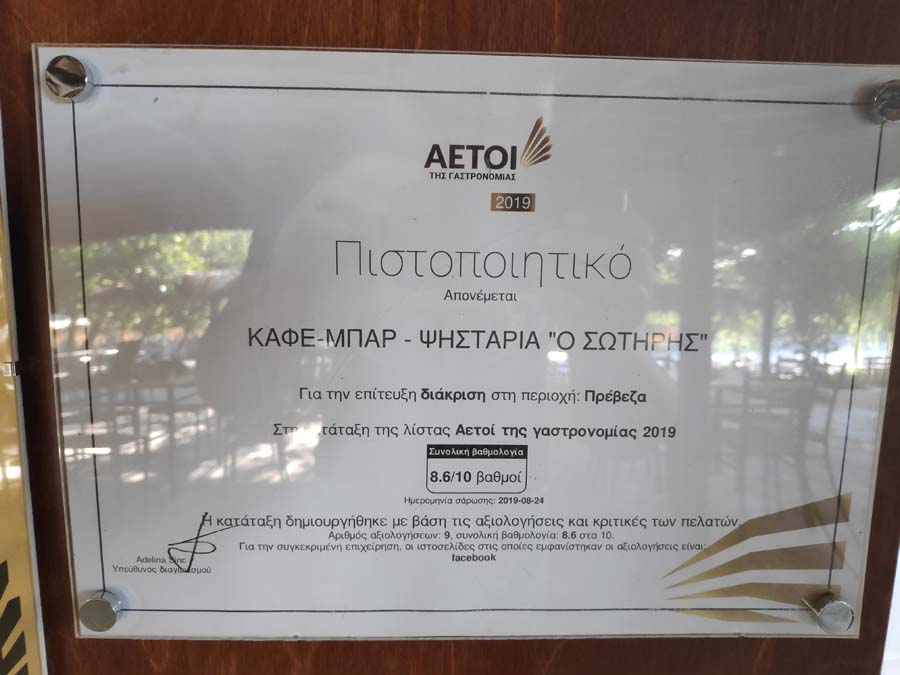 ΑΕΤΟΙ
ΤΗΣ ΓΑΣΤΡΟΝΟΜΙΑΣ
2019
Πιστοποιητικό
Απονέμεται
ΚΑΦΕ-ΜΠΑΡ - ΨΗΣΤΑΡΙΑ "Ο ΣΩΤΗΡΗΣ"
Για την επίτευξη διάκριση στη περιοχή: Πρέβεζα
Στη κατάταξη της λίστας Αετοί της γαστρονομίας 2019
Συνολική βαθμολογία
8.6/10 βαθμοί
Ημερομηνία σάρωσης: 2019-08-24
Η κατάταξη δημιουργήθηκε με βάση τις αξιολογήσεις και κριτικές των πελατών.
Αριθμός αξιολογήσεων: 9, συνολική βαθμολογία: 8.6 στα 10.
Για την συγκεκριμένη επιχείρηση, οι ιστοσελίδες στις οποίες εμφανίστηκαν οι αξιολογήσεις είναι:
facebook
Adelina
Υπεύθυνος διαγωνισμού